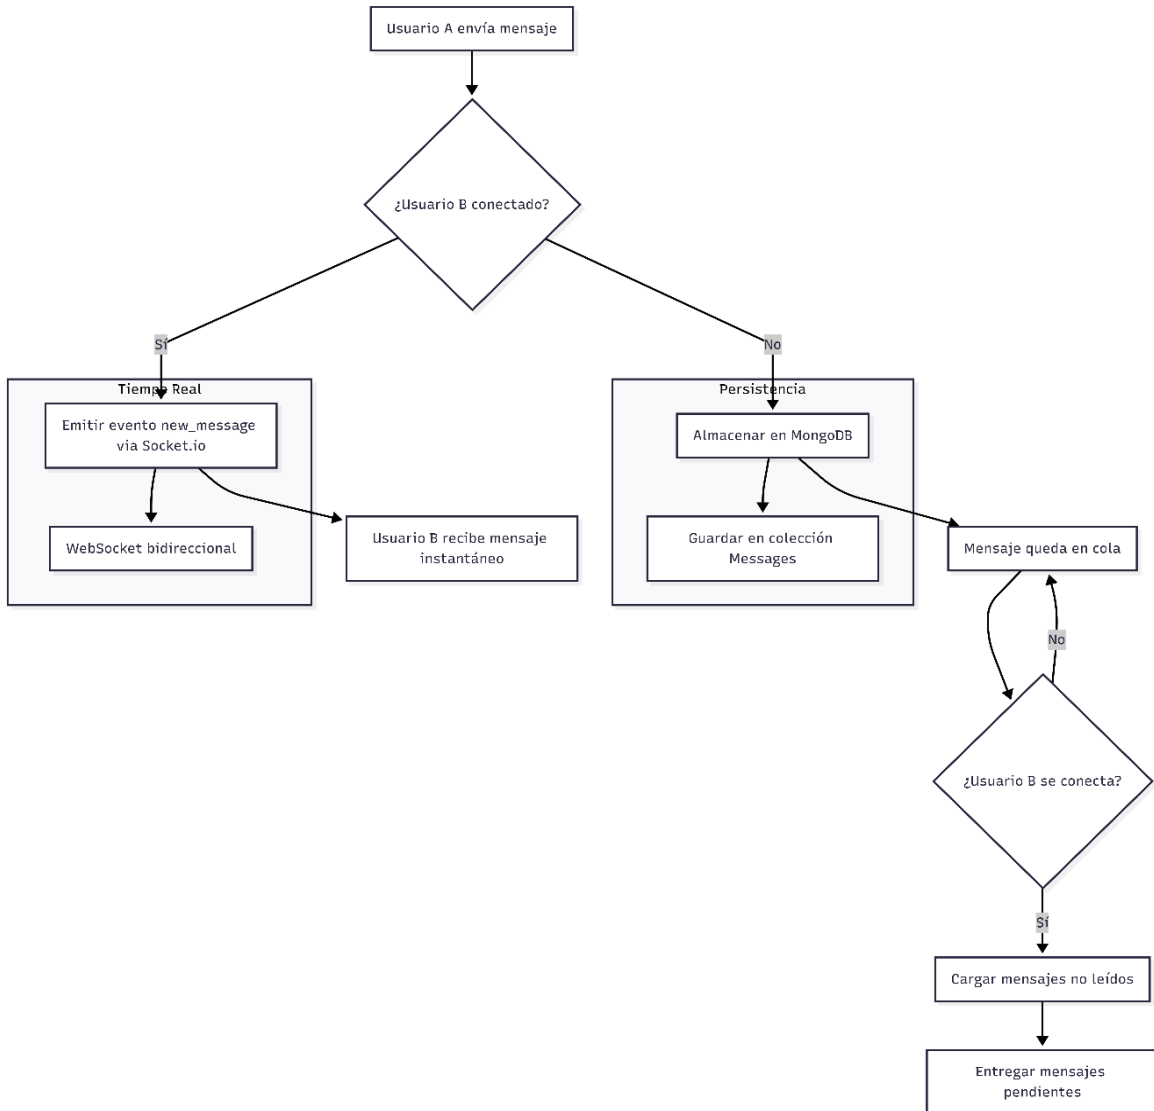 Usuario A envía mensaje
¿Usuario B conectado?
Sí
No
Tiempo Real
Persistencia
Emitir evento new_message
via Socket.io
Almacenar en MongoDB
WebSocket bidireccional
Usuario B recibe mensaje
instantáneo
Guardar en colección
Messages
Mensaje queda en cola
No
¿Usuario B se conecta?
Sí
Cargar mensajes no leídos
Entregar mensajes
pendientes